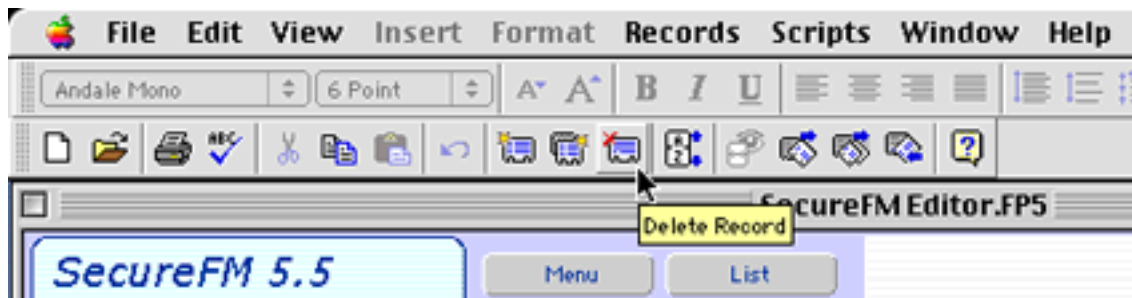 File Edit View Insert Format Records Scripts Window Help
Andale Mono 6 Point A A B I U
ABC A Z ?
SecureFM Editor.FP5
Delete Record
SecureFM 5.5 Menu List